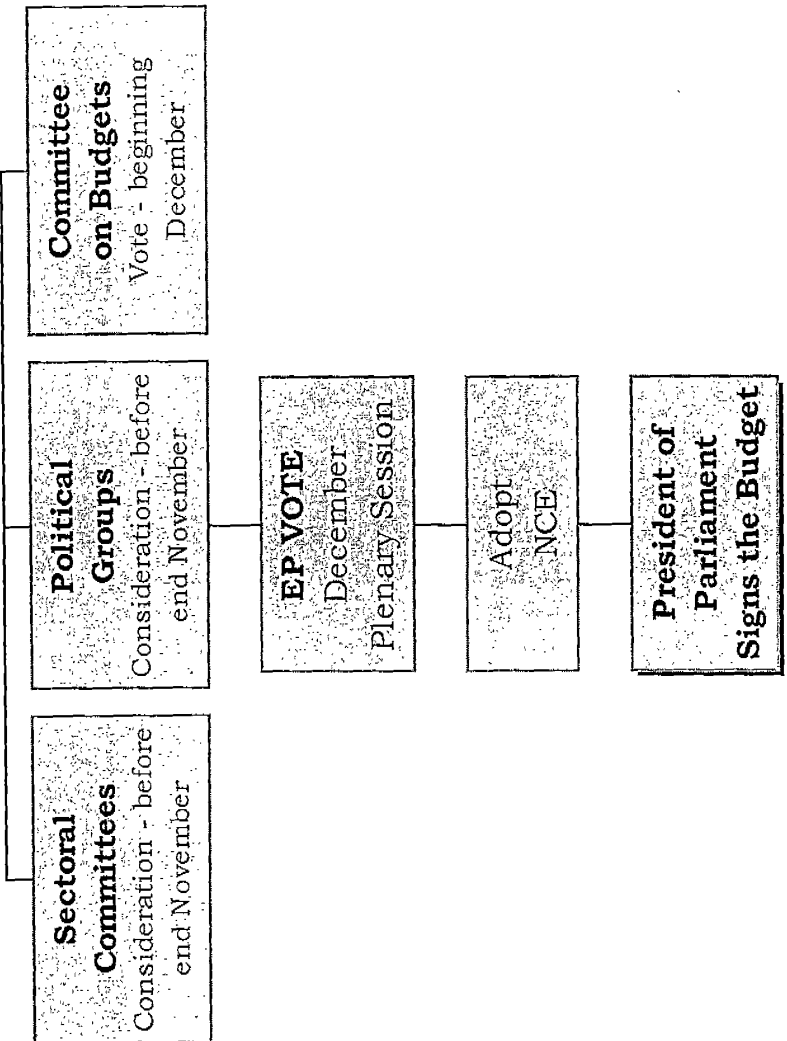 Sectoral
Committees
Consideration - before
end November
Political
Groups
Consideration - before
end November
Committee
on Budgets
Vote - beginning
December
EP VOTE
December
Plenary Session
Adopt
NCE
President of
Parliament
Signs the Budget